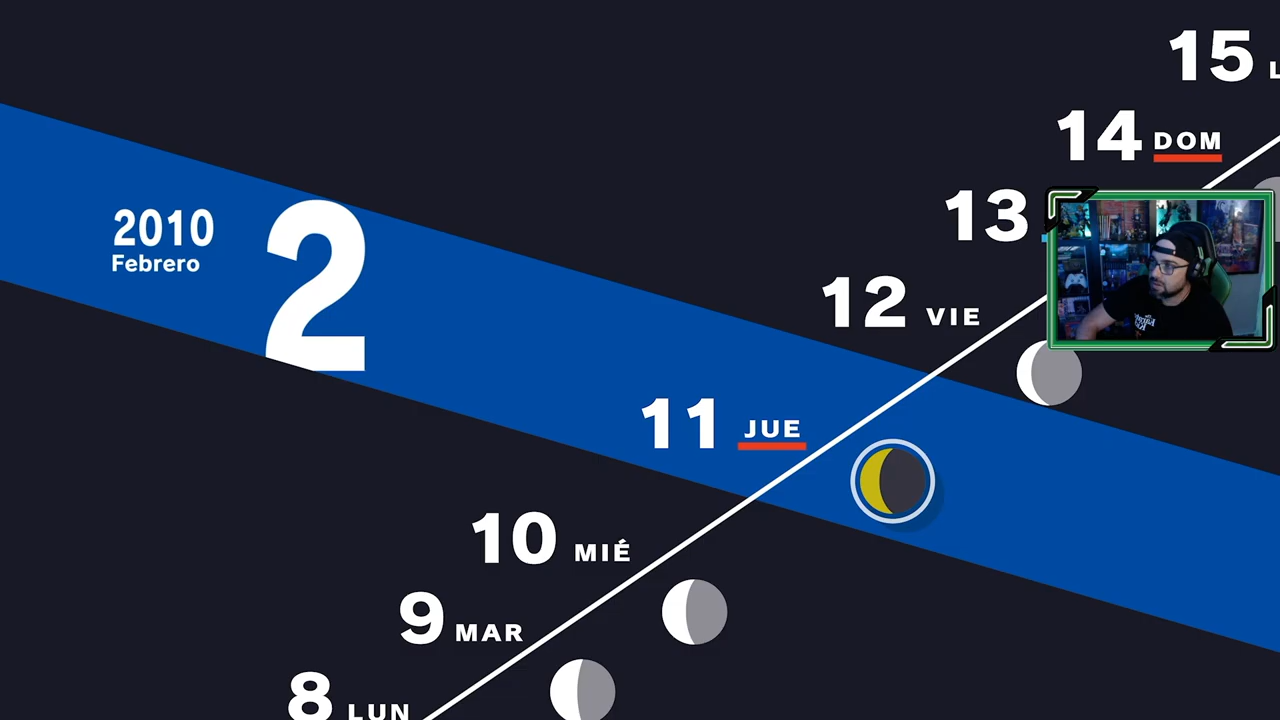 15 L
14 DOM
13
12 VIE
2010
Febrero
2
11 JUE
10 MIÉ
9 MAR
8 LUN